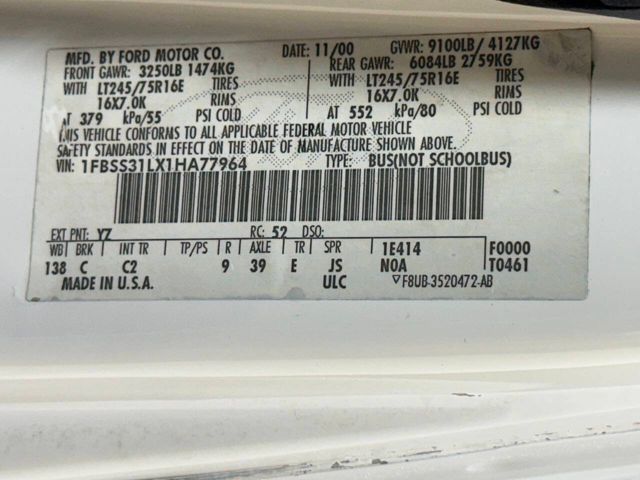 MFD. BY FORD MOTOR CO. DATE: 11/00 GVWR: 9100LB/ 4127KG
FRONT GAWR: 3250LB 1474KG REAR GAWR: 6084LB 2759KG
WITH LT245/75R16E TIRES WITH LT245/75R16E TIRES
16X7.0K RIMS 16X7.0K RIMS
AT 379 kPa/55 PSI COLD AT 552 kPa/80 PSI COLD
THIS VEHICLE CONFORMS TO ALL APPLICABLE FEDERAL MOTOR VEHICLE
SAFETY STANDARDS IN EFFECT ON THE DATE OF MANUFACTURE SHOWN ABOVE.
VIN: 1FBSS31LX1HA77964 TYPE: BUS(NOT SCHOOLBUS)
EXT PNT: YZ RC: 52 DSO:
WB BRK INT TR TP/PS R AXLE TR SPR 1E414 F0000
138 C C2 9 39 E JS N0A T0461
MADE IN U.S.A. ULC F8UB-3520472-AB